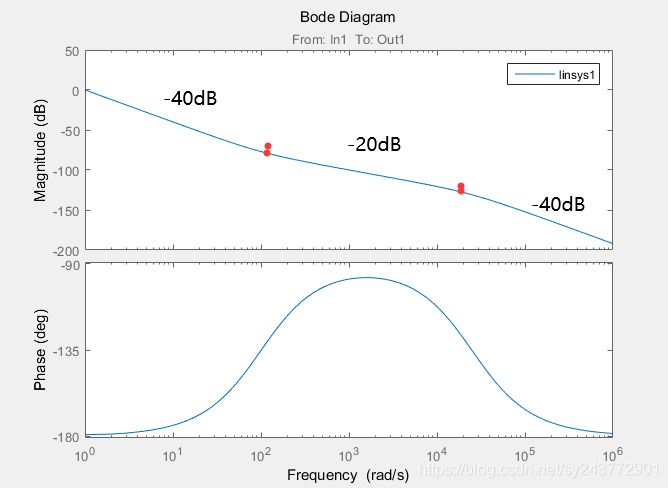 Bode Diagram
From: In1 To: Out1
linsys1
Magnitude (dB)
50
0
-50
-100
-150
-200
-40dB
-20dB
-40dB
Phase (deg)
-90
-135
-180
10^0 10^1 10^2 10^3 10^4 10^5 10^6
Frequency (rad/s)
https://blog.csdn.net/sy243772901